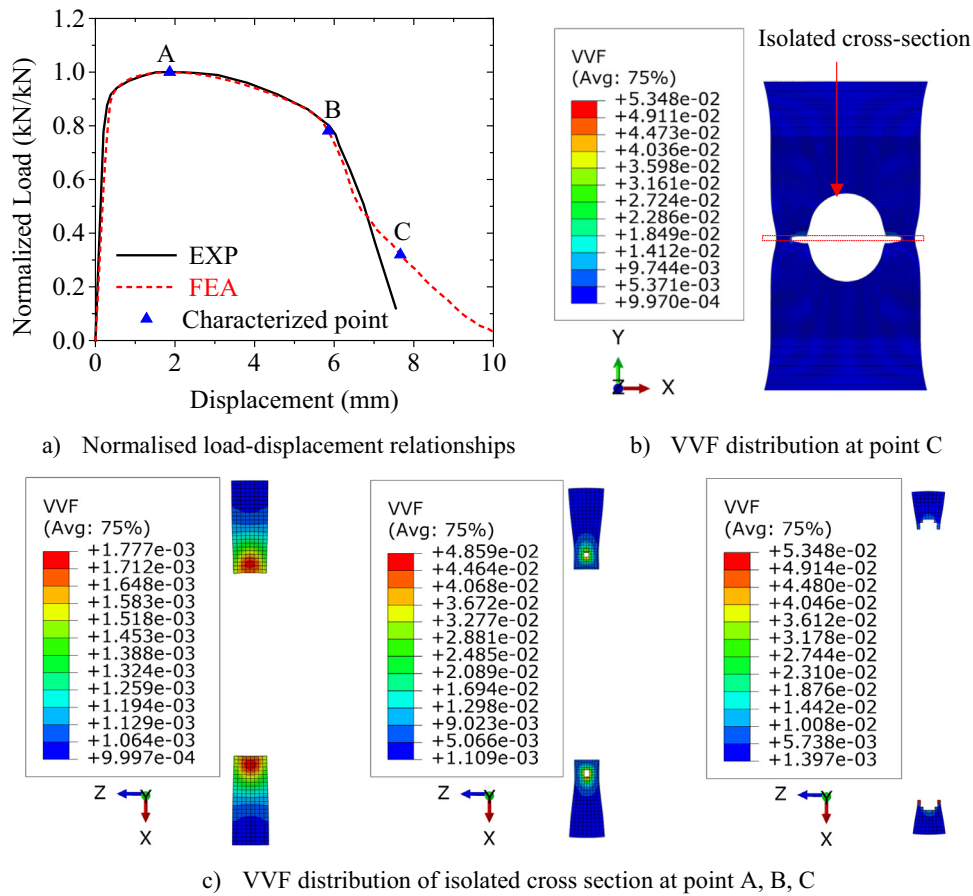 1.2
1.0
0.8
0.6
0.4
0.2
0.0
Normalized Load (kN/kN)
A
B
C
EXP
FEA
Characterized point
0 2 4 6 8 10
Displacement (mm)
a) Normalised load-displacement relationships
Isolated cross-section
VVF
(Avg: 75%)
+5.348e-02
+4.911e-02
+4.473e-02
+4.036e-02
+3.598e-02
+3.161e-02
+2.724e-02
+2.286e-02
+1.849e-02
+1.412e-02
+9.744e-03
+5.371e-03
+9.970e-04
Y
Z X
b) VVF distribution at point C
VVF
(Avg: 75%)
+1.777e-03
+1.712e-03
+1.648e-03
+1.583e-03
+1.518e-03
+1.453e-03
+1.388e-03
+1.324e-03
+1.259e-03
+1.194e-03
+1.129e-03
+1.064e-03
+9.997e-04
Z Y
X
VVF
(Avg: 75%)
+4.859e-02
+4.464e-02
+4.068e-02
+3.672e-02
+3.277e-02
+2.881e-02
+2.485e-02
+2.089e-02
+1.694e-02
+1.298e-02
+9.023e-03
+5.066e-03
+1.109e-03
Z Y
X
VVF
(Avg: 75%)
+5.348e-02
+4.914e-02
+4.480e-02
+4.046e-02
+3.612e-02
+3.178e-02
+2.744e-02
+2.310e-02
+1.876e-02
+1.442e-02
+1.008e-02
+5.738e-03
+1.397e-03
Z Y
X
c) VVF distribution of isolated cross section at point A, B, C